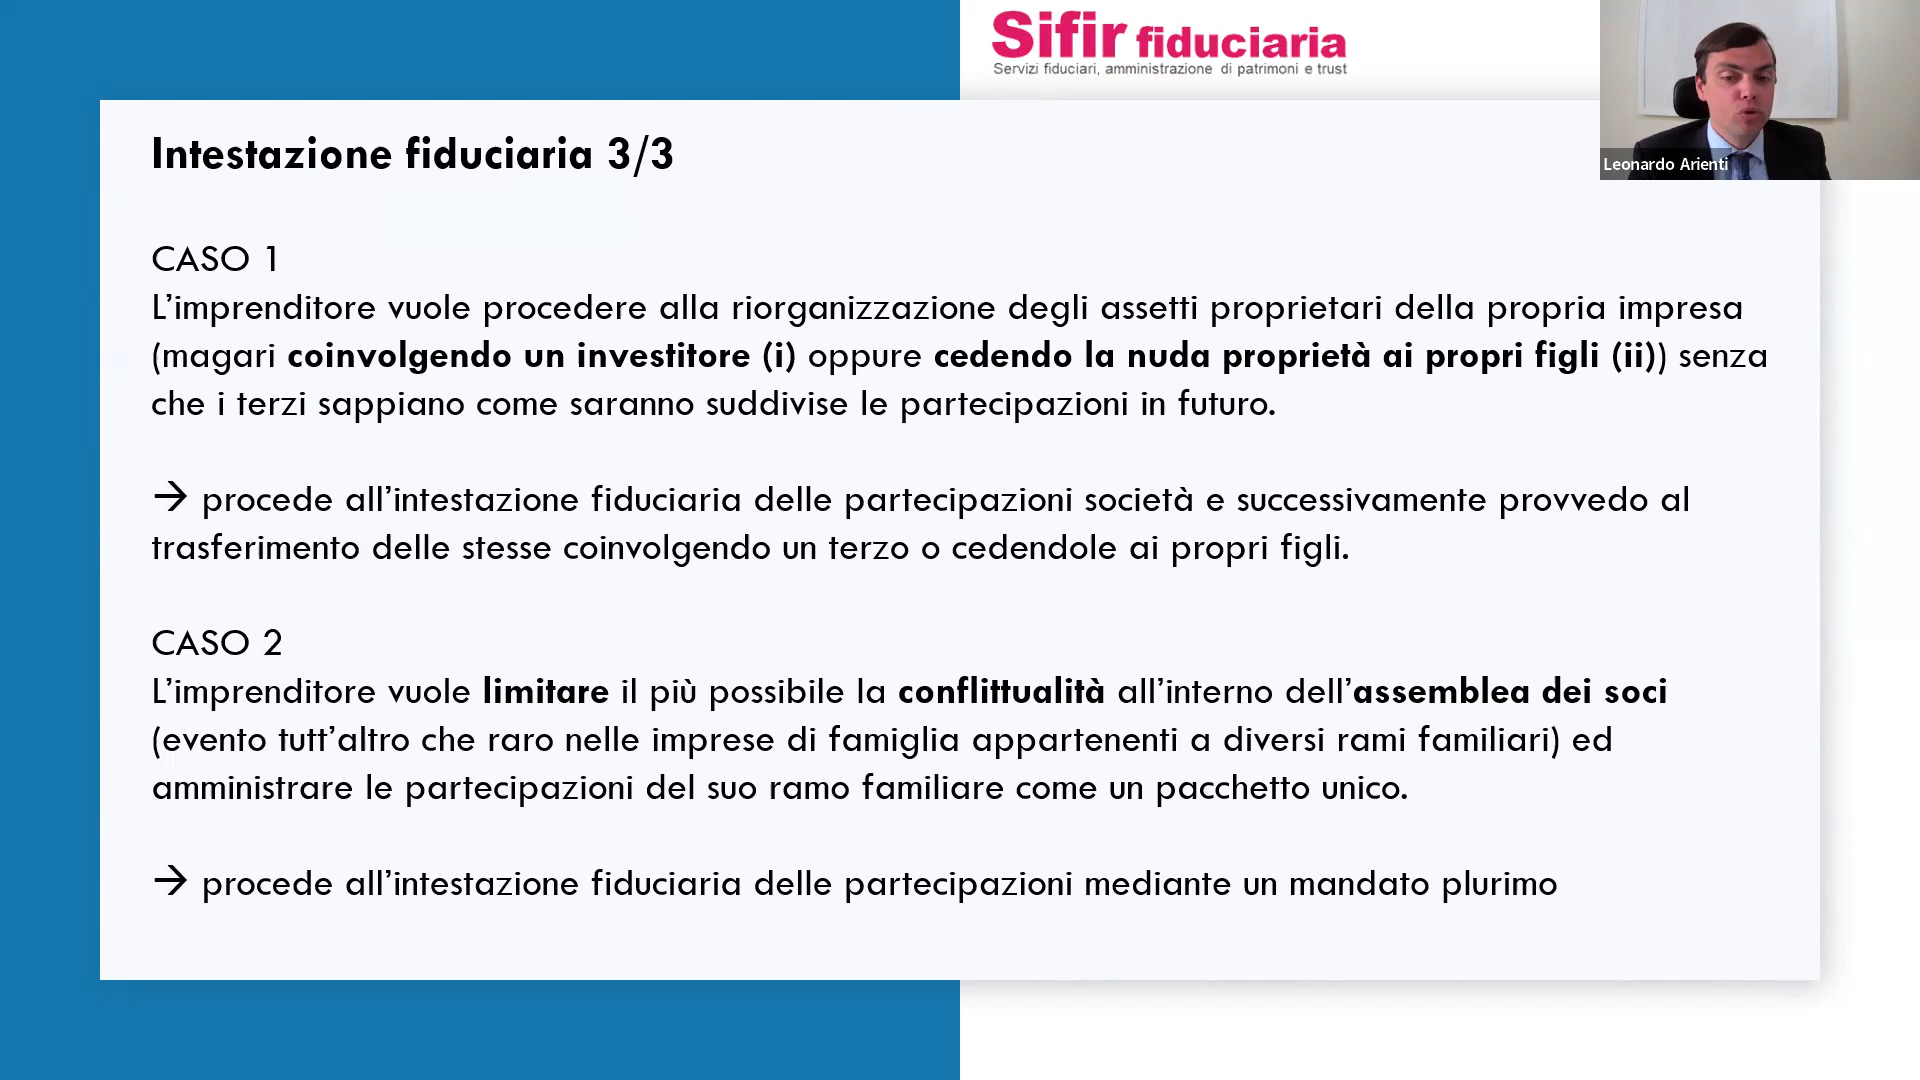 Sifir fiduciaria
Servizi fiduciari, amministrazione di patrimoni e trust
Leonardo Arienti
Intestazione fiduciaria 3/3
CASO 1
L’imprenditore vuole procedere alla riorganizzazione degli assetti proprietari della propria impresa
(magari coinvolgendo un investitore (i) oppure cedendo la nuda proprietà ai propri figli (ii)) senza
che i terzi sappiano come saranno suddivise le partecipazioni in futuro.
→ procede all’intestazione fiduciaria delle partecipazioni società e successivamente provvedo al
trasferimento delle stesse coinvolgendo un terzo o cedendole ai propri figli.
CASO 2
L’imprenditore vuole limitare il più possibile la conflittualità all’interno dell’assemblea dei soci
(evento tutt’altro che raro nelle imprese di famiglia appartenenti a diversi rami familiari) ed
amministrare le partecipazioni del suo ramo familiare come un pacchetto unico.
→ procede all’intestazione fiduciaria delle partecipazioni mediante un mandato plurimo